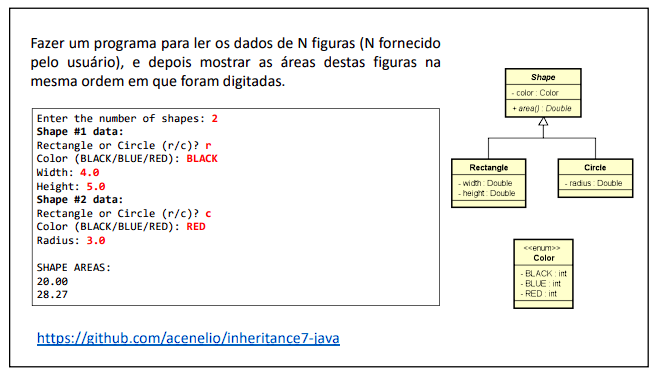 Fazer um programa para ler os dados de N figuras (N fornecido
pelo usuário), e depois mostrar as áreas destas figuras na
mesma ordem em que foram digitadas.
Enter the number of shapes: 2
Shape #1 data:
Rectangle or Circle (r/c)? r
Color (BLACK/BLUE/RED): BLACK
Width: 4.0
Height: 5.0
Shape #2 data:
Rectangle or Circle (r/c)? c
Color (BLACK/BLUE/RED): RED
Radius: 3.0
SHAPE AREAS:
20.00
28.27
https://github.com/acenelio/inheritance7-java
Shape
- color : Color
+ area() : Double
Rectangle
- width : Double
- height : Double
Circle
- radius : Double
<<enum>>
Color
- BLACK : int
- BLUE : int
- RED : int